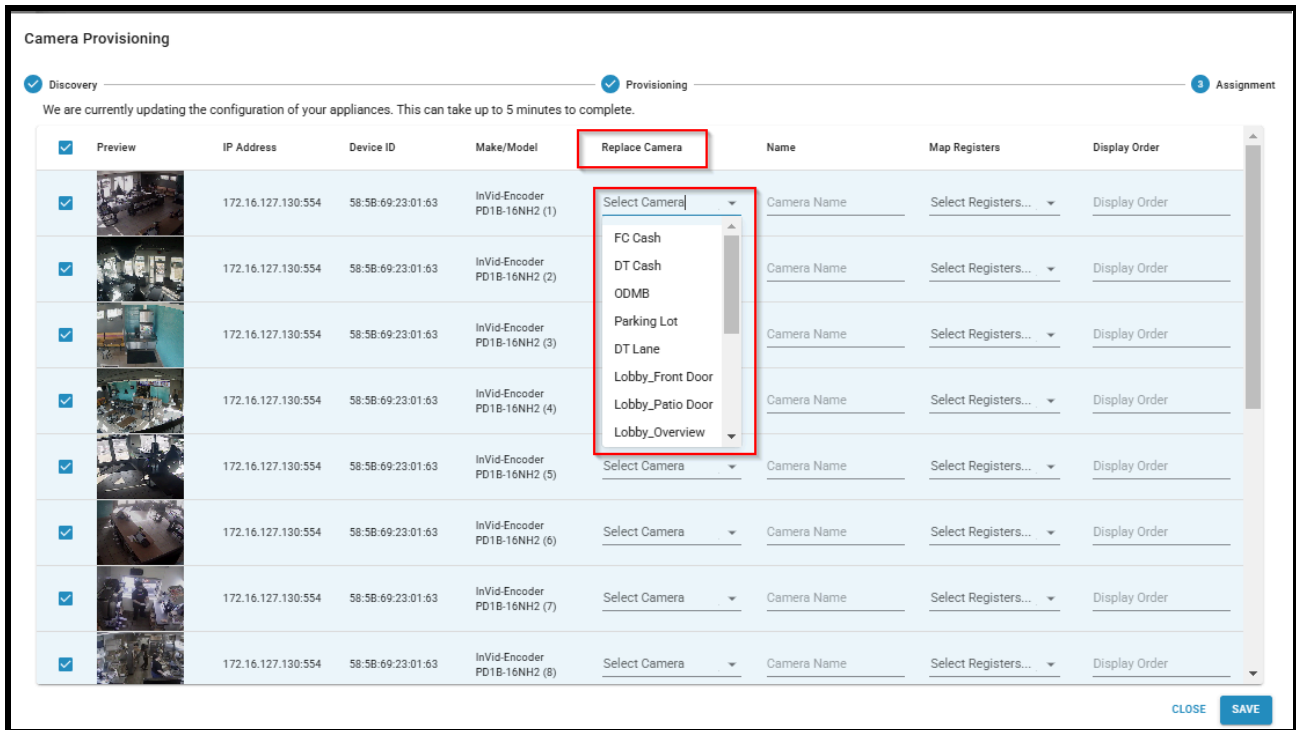 Camera Provisioning
Discovery
Provisioning
3 Assignment
We are currently updating the configuration of your appliances. This can take up to 5 minutes to complete.
Preview IP Address Device ID Make/Model Replace Camera Name Map Registers Display Order
172.16.127.130:554 58:5B:69:23:01:63 InVid-Encoder
PD1B-16NH2 (1)
Select Camera Camera Name Select Registers... Display Order
FC Cash
DT Cash
ODMB
Parking Lot
DT Lane
Lobby_Front Door
Lobby_Patio Door
Lobby_Overview
172.16.127.130:554 58:5B:69:23:01:63 InVid-Encoder
PD1B-16NH2 (2)
Camera Name Select Registers... Display Order
172.16.127.130:554 58:5B:69:23:01:63 InVid-Encoder
PD1B-16NH2 (3)
Camera Name Select Registers... Display Order
172.16.127.130:554 58:5B:69:23:01:63 InVid-Encoder
PD1B-16NH2 (4)
Camera Name Select Registers... Display Order
172.16.127.130:554 58:5B:69:23:01:63 InVid-Encoder
PD1B-16NH2 (5)
Select Camera Camera Name Select Registers... Display Order
172.16.127.130:554 58:5B:69:23:01:63 InVid-Encoder
PD1B-16NH2 (6)
Select Camera Camera Name Select Registers... Display Order
172.16.127.130:554 58:5B:69:23:01:63 InVid-Encoder
PD1B-16NH2 (7)
Select Camera Camera Name Select Registers... Display Order
172.16.127.130:554 58:5B:69:23:01:63 InVid-Encoder
PD1B-16NH2 (8)
Select Camera Camera Name Select Registers... Display Order
CLOSE SAVE